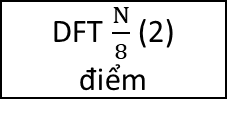 DFT N/8 (2)
điểm